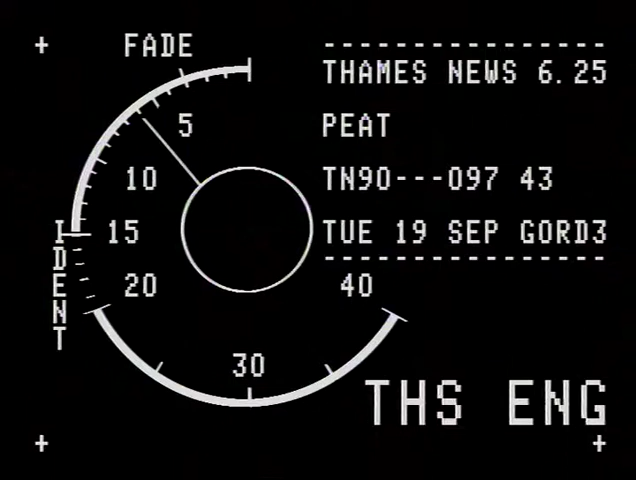 FADE
THAMES NEWS 6.25
5
PEAT
10
TN90---097 43
IDENT
15
TUE 19 SEP GORD3
20
40
30
THS ENG